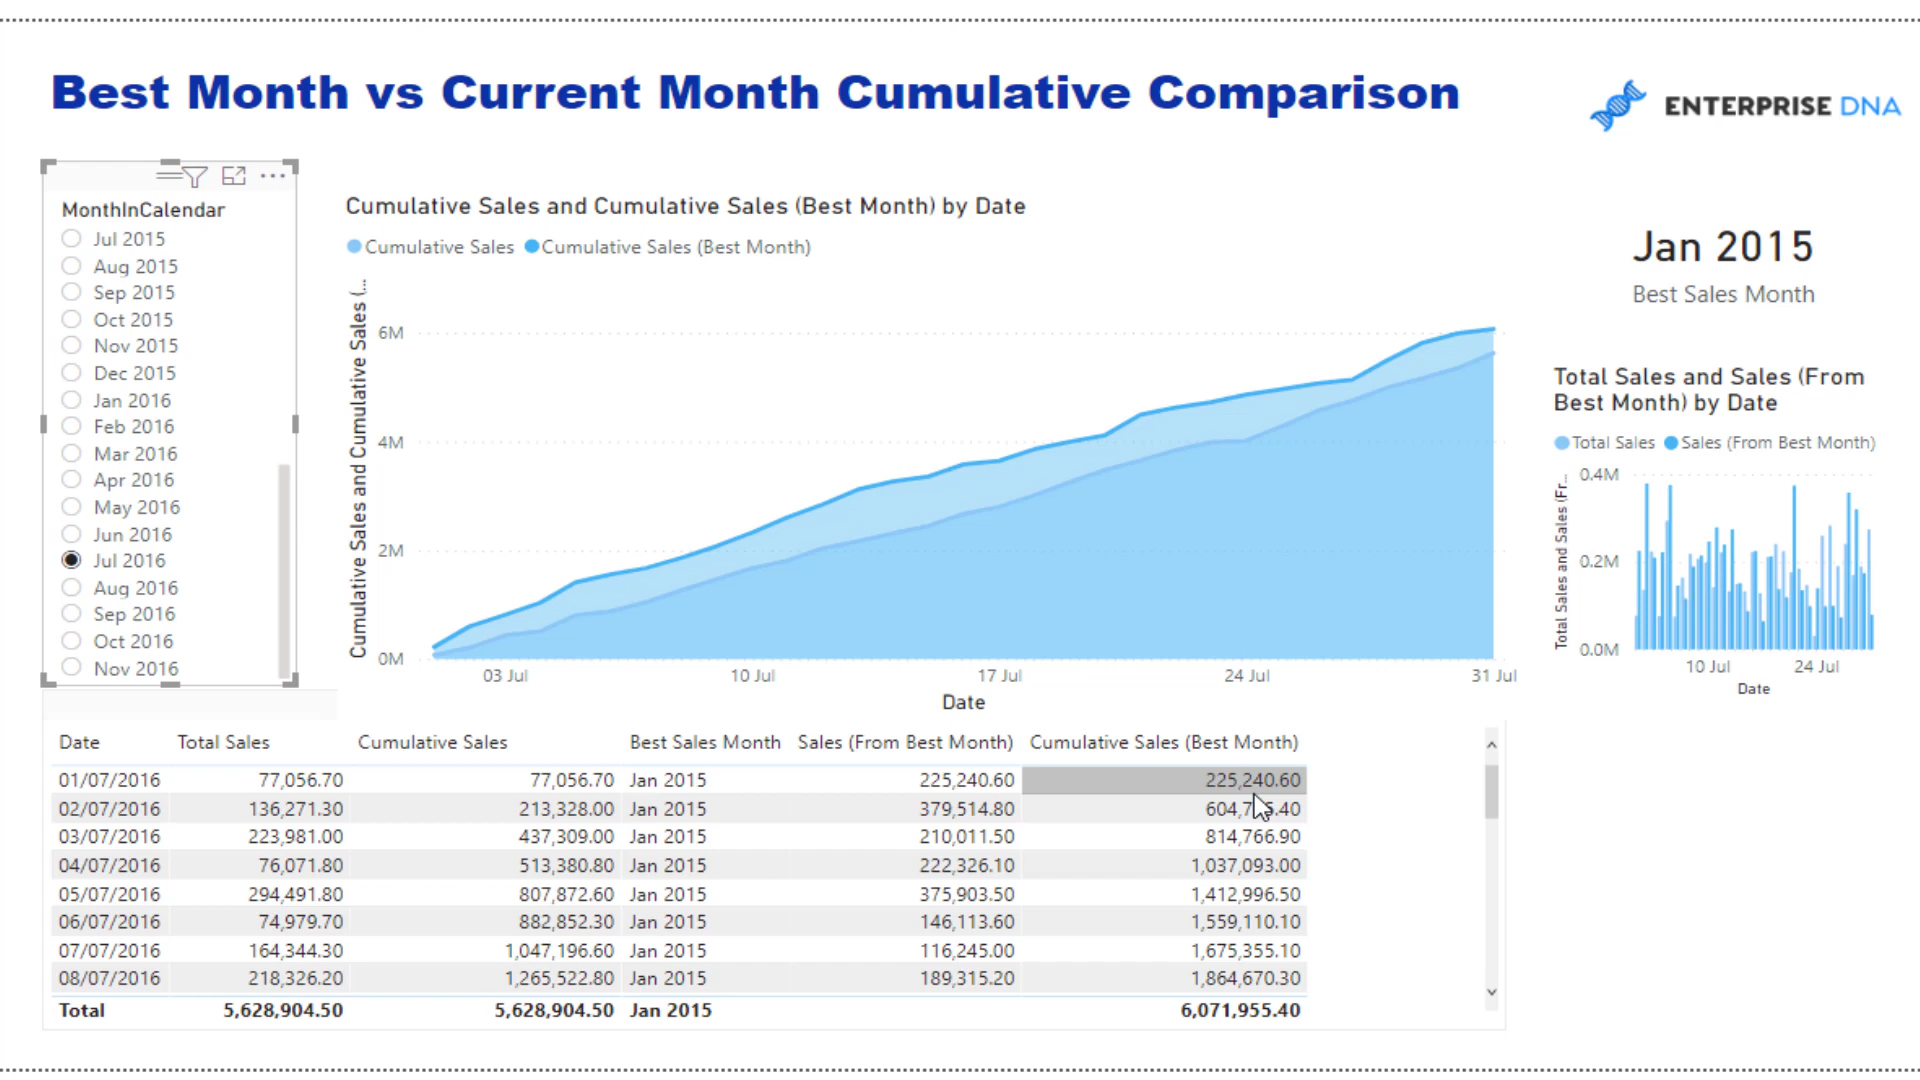 Best Month vs Current Month Cumulative Comparison
ENTERPRISE DNA
MonthInCalendar
Jul 2015
Aug 2015
Sep 2015
Oct 2015
Nov 2015
Dec 2015
Jan 2016
Feb 2016
Mar 2016
Apr 2016
May 2016
Jun 2016
Jul 2016
Aug 2016
Sep 2016
Oct 2016
Nov 2016
Cumulative Sales and Cumulative Sales (Best Month) by Date
Cumulative Sales Cumulative Sales (Best Month)
Cumulative Sales and Cumulative Sales (...
6M
4M
2M
0M
03 Jul 10 Jul 17 Jul 24 Jul 31 Jul
Date
Jan 2015
Best Sales Month
Total Sales and Sales (From
Best Month) by Date
Total Sales Sales (From Best Month)
Total Sales and Sales (Fr...
0.4M
0.2M
0.0M
10 Jul 24 Jul
Date
Date Total Sales Cumulative Sales Best Sales Month Sales (From Best Month) Cumulative Sales (Best Month)
01/07/2016 77,056.70 77,056.70 Jan 2015 225,240.60 225,240.60
02/07/2016 136,271.30 213,328.00 Jan 2015 379,514.80
03/07/2016 223,981.00 437,309.00 Jan 2015 210,011.50 814,766.90
04/07/2016 76,071.80 513,380.80 Jan 2015 222,326.10 1,037,093.00
05/07/2016 294,491.80 807,872.60 Jan 2015 375,903.50 1,412,996.50
06/07/2016 74,979.70 882,852.30 Jan 2015 146,113.60 1,559,110.10
07/07/2016 164,344.30 1,047,196.60 Jan 2015 116,245.00 1,675,355.10
08/07/2016 218,326.20 1,265,522.80 Jan 2015 189,315.20 1,864,670.30
Total 5,628,904.50 5,628,904.50 Jan 2015 6,071,955.40